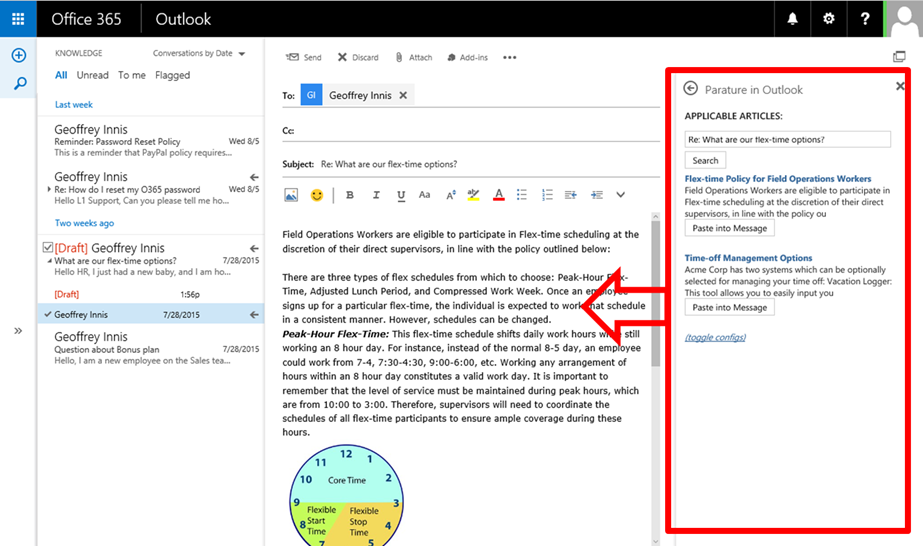 Office 365 Outlook ?
KNOWLEDGE Conversations by Date
All Unread To me Flagged
Last week
Geoffrey Innis
Reminder: Password Reset Policy Wed 8/5
This is a reminder that PayPal policy requires...
Geoffrey Innis
Re: How do I reset my O365 password Wed 8/5
Hello L1 Support, Can you please tell me ho...
Two weeks ago
[Draft] Geoffrey Innis
What are our flex-time options? 7/28/2015
Hello HR, I just had a new baby, and I am ho...
[Draft] 1:56p
Geoffrey Innis 7/28/2015
Geoffrey Innis
Question about Bonus plan 7/28/2015
Hello, I am a new employee on the Sales tea...
Send Discard Attach Add-ins •••
To: GI Geoffrey Innis
Cc:
Subject: Re: What are our flex-time options?
B I U Aa A A
Field Operations Workers are eligible to participate in Flex-time scheduling at the
discretion of their direct supervisors, in line with the policy outlined below:
There are three types of flex schedules from which to choose: Peak-Hour Flex-
Time, Adjusted Lunch Period, and Compressed Work Week. Once an employee
signs up for a particular flex-time, the individual is expected to work that schedule
in a consistent manner. However, schedules can be changed.
Peak-Hour Flex-Time: This flex-time schedule shifts daily work hours while still
working an 8 hour day. For instance, instead of the normal 8-5 day, an employee
could work from 7-4, 7:30-4:30, 9:00-6:00, etc. Working any arrangement of
hours within an 8 hour day constitutes a valid work day. It is important to
remember that the level of service must be maintained during peak hours, which
are from 10:00 to 3:00. Therefore, supervisors will need to coordinate the
schedules of all flex-time participants to ensure ample coverage during these
hours.
12
11 1
10 2
Core Time
9 3
Flexible Start Time
Flexible Stop Time
8 4
7 5
Parature in Outlook
APPLICABLE ARTICLES:
Re: What are our flex-time options?
Search
Flex-time Policy for Field Operations Workers
Field Operations Workers are eligible to participate in
Flex-time scheduling at the discretion of their direct
supervisors, in line with the policy ou
Paste into Message
Time-off Management Options
Acme Corp has two systems which can be optionally
selected for managing your time off: Vacation Logger:
This tool allows you to easily input you
Paste into Message
(toggle configs)